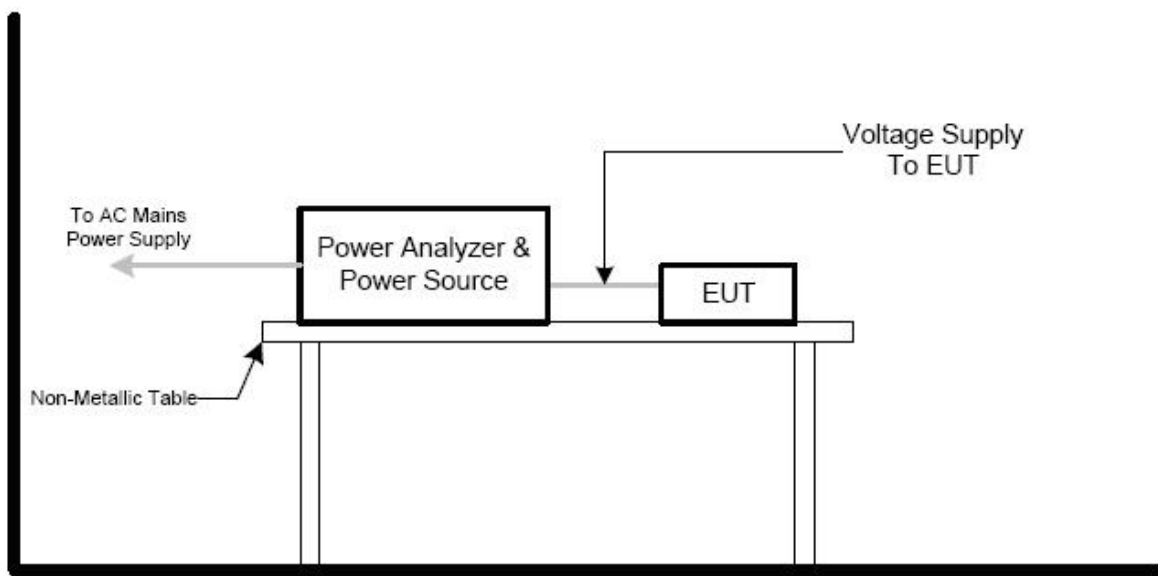 Voltage Supply
To EUT
To AC Mains
Power Supply
Power Analyzer &
Power Source
EUT
Non-Metallic Table